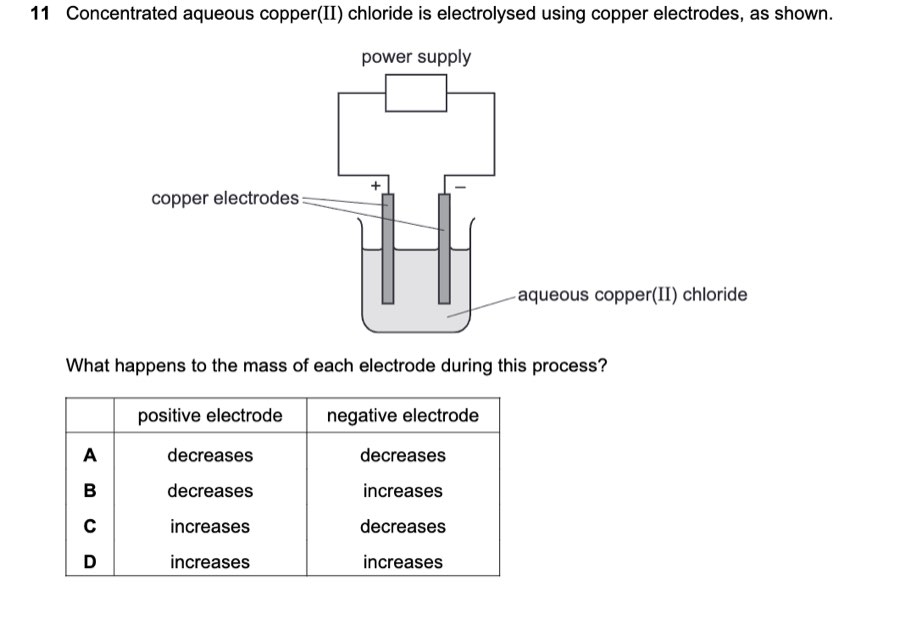 11 Concentrated aqueous copper(II) chloride is electrolysed using copper electrodes, as shown.
power supply
+ −
copper electrodes
aqueous copper(II) chloride
What happens to the mass of each electrode during this process?
positive electrode negative electrode
A decreases decreases
B decreases increases
C increases decreases
D increases increases